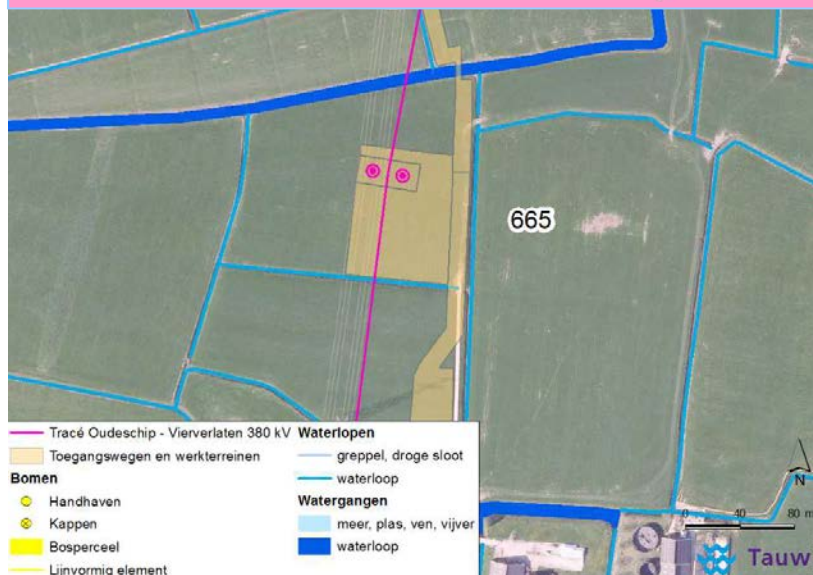 665
Tracé Oudeschip - Vierverlaten 380 kV
Toegangswegen en werkterreinen
Bomen
Handhaven
Kappen
Bosperceel
Lijnvormig element
Waterlopen
greppel, droge sloot
waterloop
Watergangen
meer, plas, ven, vijver
waterloop
N
0 40 80 m
Tauw